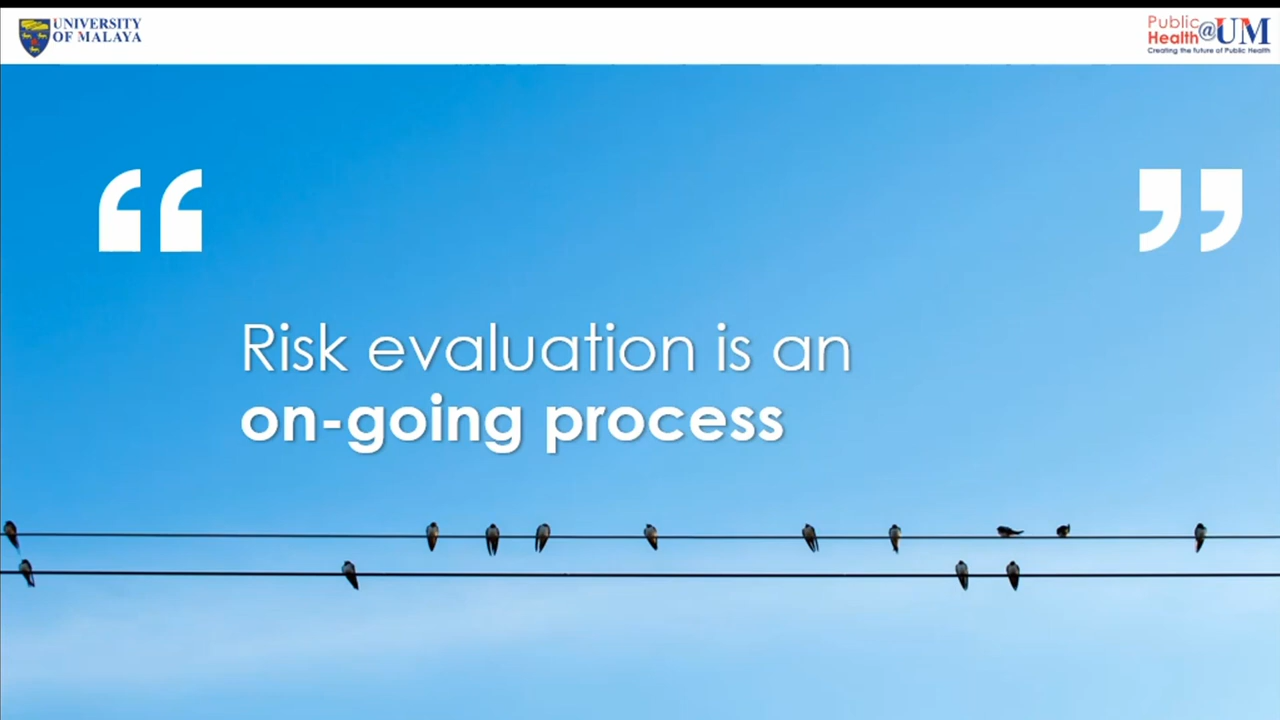 UNIVERSITY
OF MALAYA
Public
Health@UM
Creating the future of Public Health
“ ”
Risk evaluation is an
on-going process